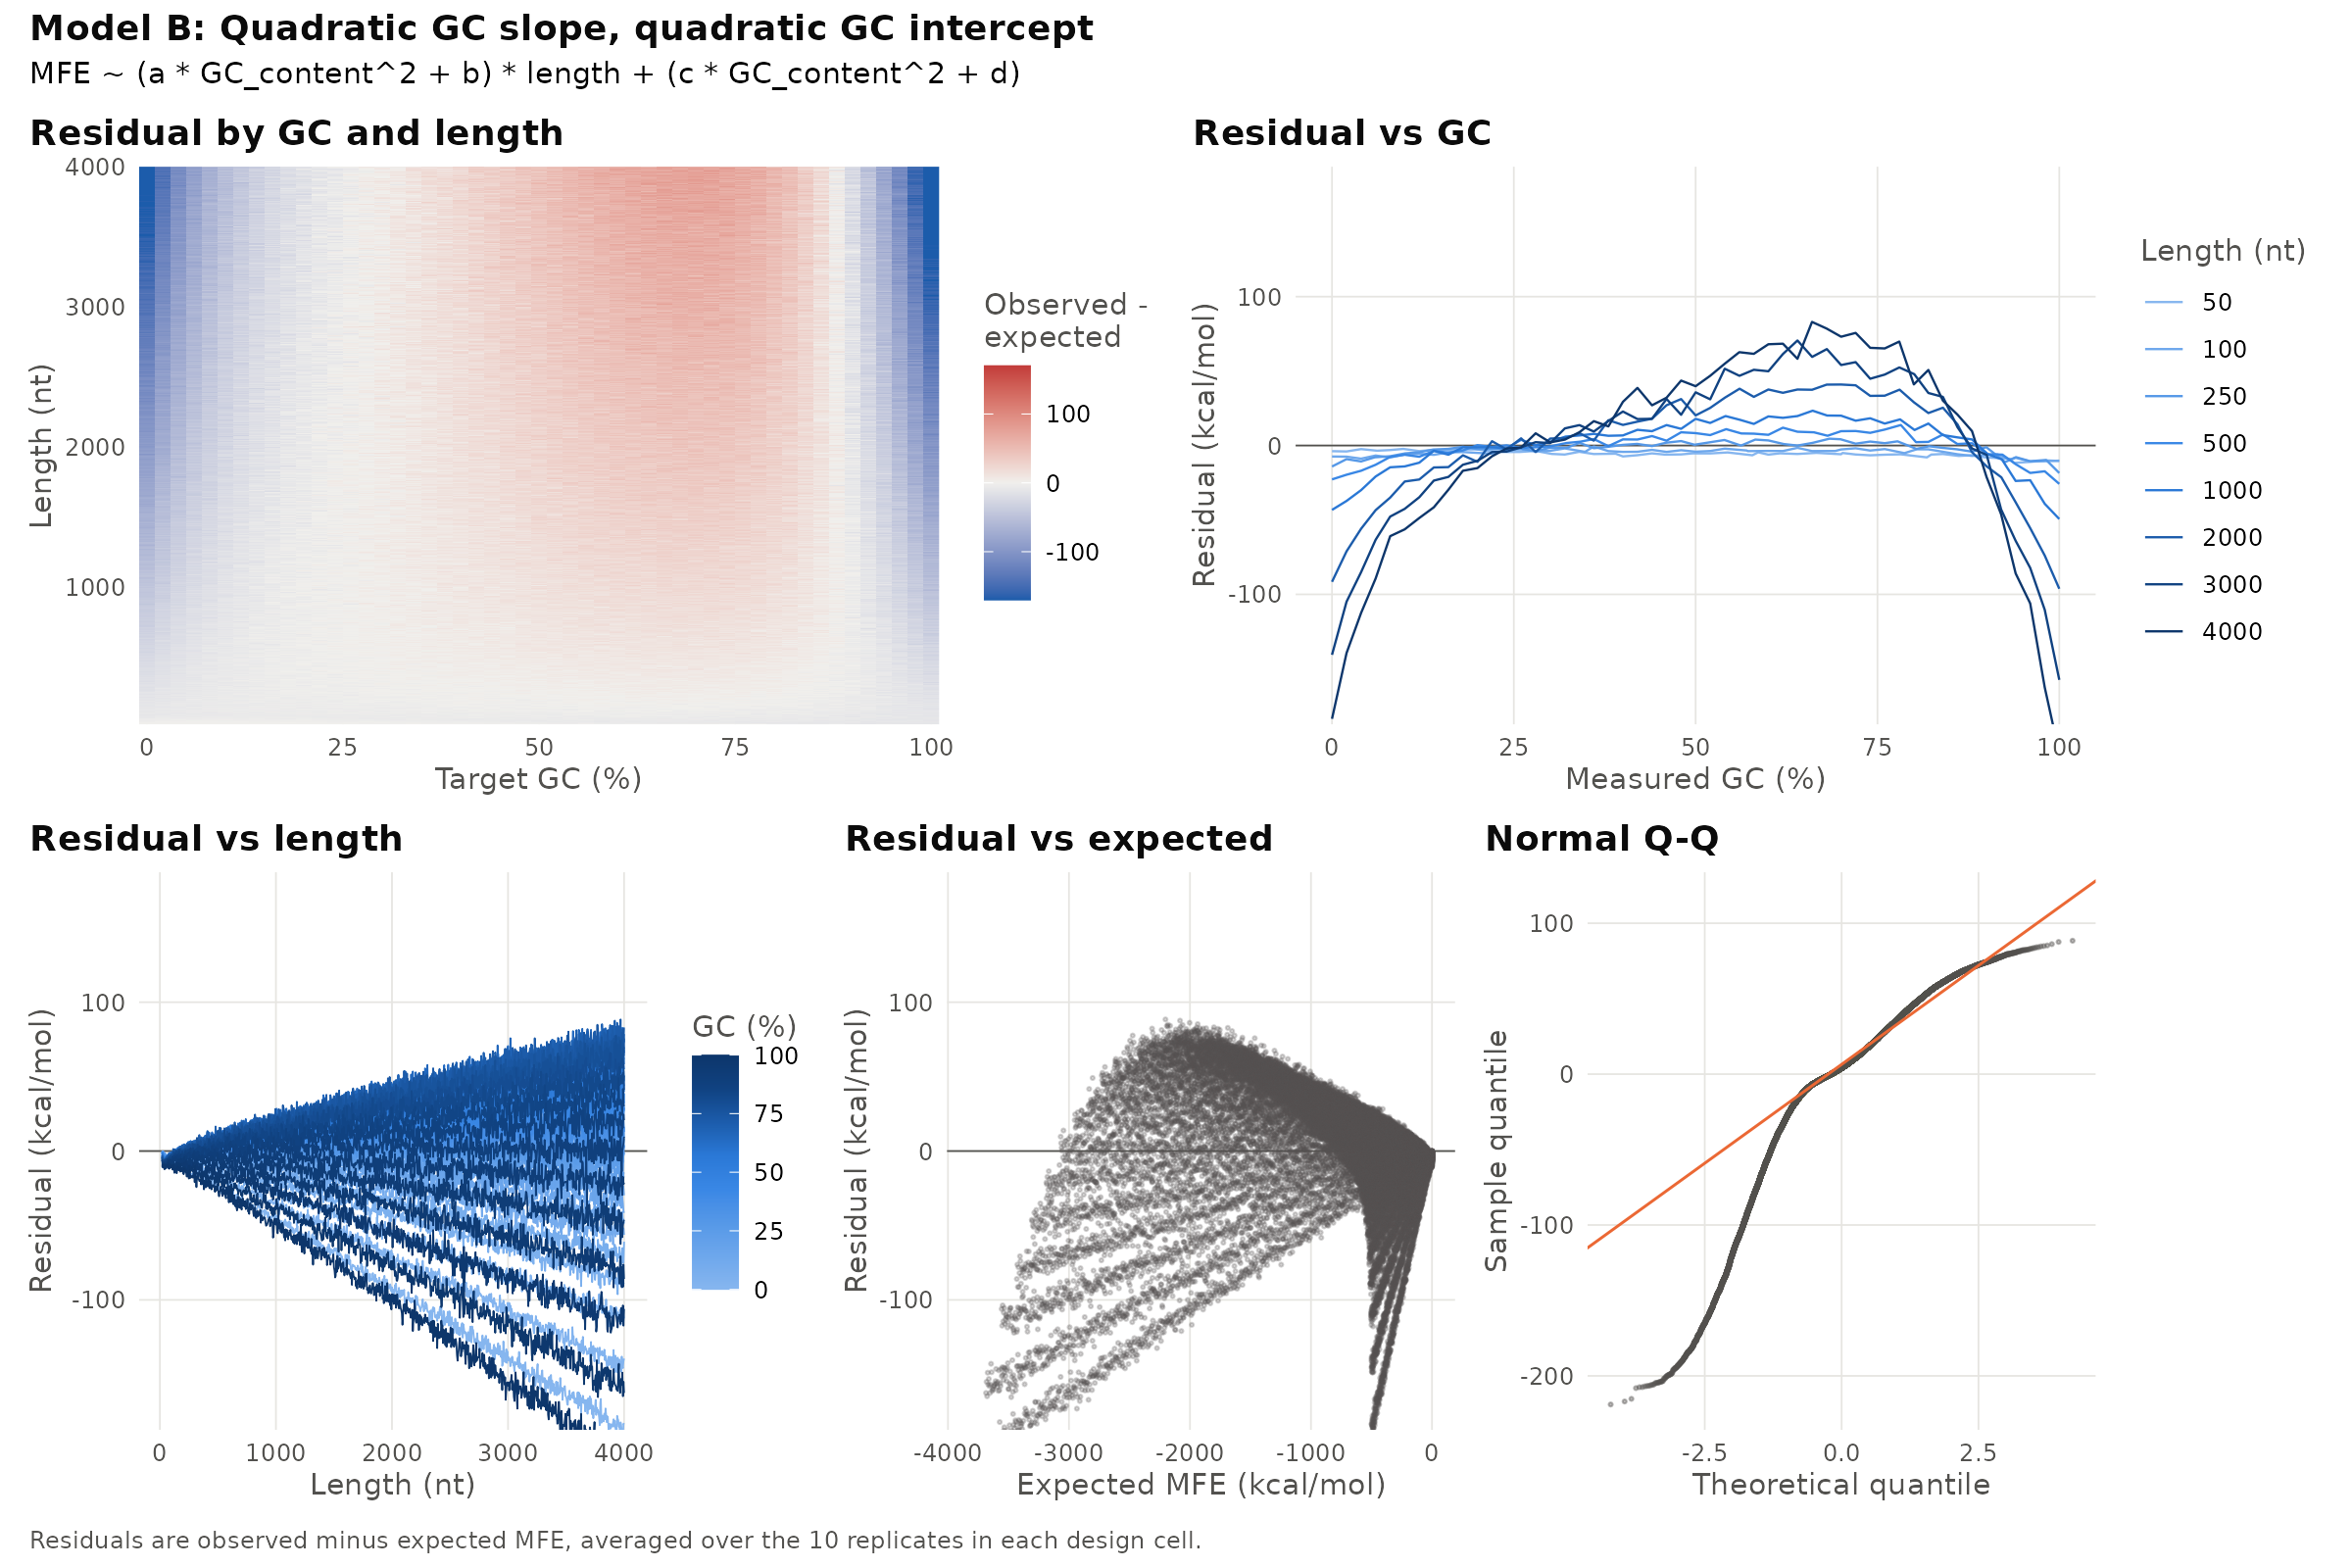 Model B: Quadratic GC slope, quadratic GC intercept
MFE ~ (a * GC_content^2 + b) * length + (c * GC_content^2 + d)
Residual by GC and length
4000
3000
2000
1000
Length (nt)
0 25 50 75 100
Target GC (%)
Observed -
expected
100
0
-100
Residual vs GC
100
0
-100
Residual (kcal/mol)
0 25 50 75 100
Measured GC (%)
Length (nt)
50
100
250
500
1000
2000
3000
4000
Residual vs length
100
0
-100
Residual (kcal/mol)
0 1000 2000 3000 4000
Length (nt)
GC (%)
100
75
50
25
0
Residual vs expected
100
0
-100
Residual (kcal/mol)
-4000 -3000 -2000 -1000 0
Expected MFE (kcal/mol)
Normal Q-Q
100
0
-100
-200
Sample quantile
-2.5 0.0 2.5
Theoretical quantile
Residuals are observed minus expected MFE, averaged over the 10 replicates in each design cell.